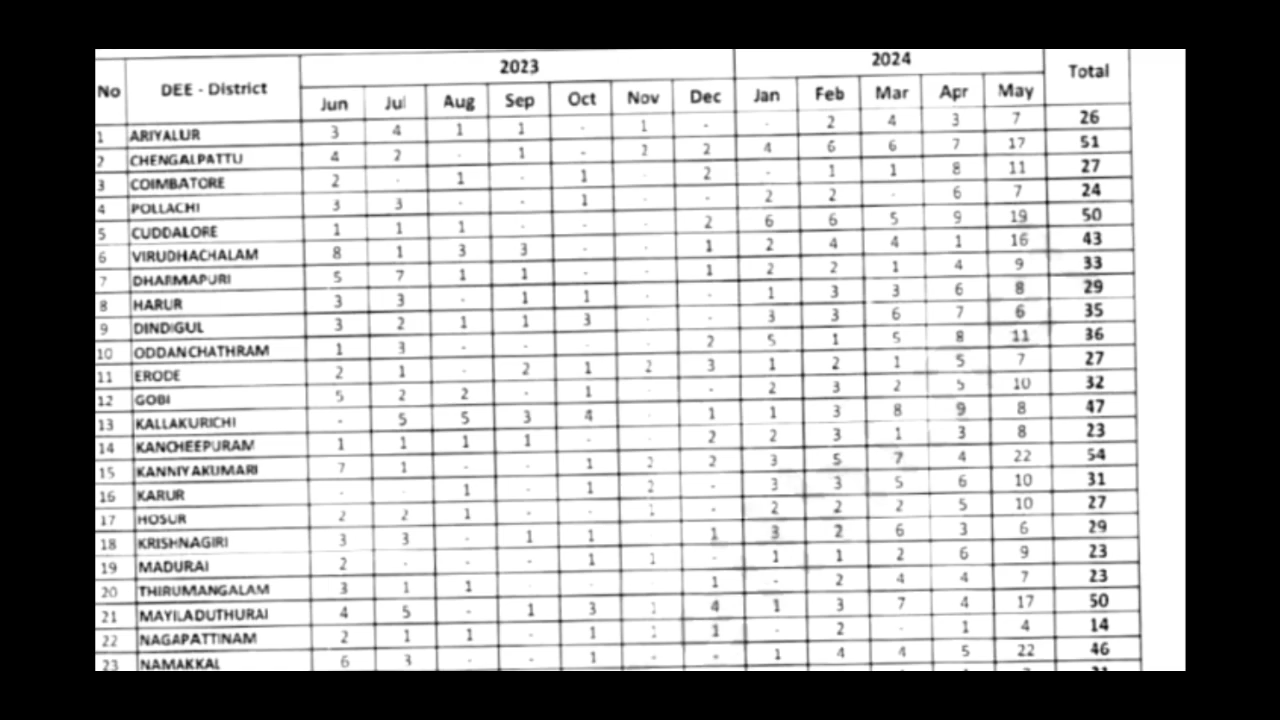 No DEE - District 2023 2024 Total
Jun Jul Aug Sep Oct Nov Dec Jan Feb Mar Apr May
1 ARIYALUR 3 4 1 1 - 1 - - 2 4 3 7 26
2 CHENGALPATTU 4 2 - 1 - 2 2 4 6 6 7 17 51
3 COIMBATORE 2 - 1 - 1 - 2 - 1 1 8 11 27
4 POLLACHI 3 3 - - 1 - - 2 2 - 6 7 24
5 CUDDALORE 1 1 1 - - - 2 6 6 5 9 19 50
6 VIRUDHACHALAM 8 1 3 3 - - 1 2 4 4 1 16 43
7 DHARMAPURI 5 7 1 1 - - 1 2 2 1 4 9 33
8 HARUR 3 3 - 1 1 - - 1 3 3 6 8 29
9 DINDIGUL 3 2 1 1 3 - - 3 3 6 7 6 35
10 ODDANCHATHRAM 1 3 - - - - 2 5 1 5 8 11 36
11 ERODE 2 1 - 2 1 2 3 1 2 1 5 7 27
12 GOBI 5 2 2 - 1 - - 2 3 2 5 10 32
13 KALLAKURICHI - 5 5 3 4 - 1 1 3 8 9 8 47
14 KANCHEEPURAM 1 1 1 1 - - 2 2 3 1 3 8 23
15 KANNIYAKUMARI 7 1 - - 1 2 2 3 5 7 4 22 54
16 KARUR - - 1 - 1 2 - 3 3 5 6 10 31
17 HOSUR 2 2 1 - - 1 - 2 2 2 5 10 27
18 KRISHNAGIRI 3 3 - 1 1 - 1 3 2 6 3 6 29
19 MADURAI 2 - - - 1 1 - 1 1 2 6 9 23
20 THIRUMANGALAM 3 1 1 - - - 1 - 2 4 4 7 23
21 MAYILADUTHURAI 4 5 - 1 3 1 4 1 3 7 4 17 50
22 NAGAPATTINAM 2 1 1 - 1 1 1 - 2 - 1 4 14
23 NAMAKKAL 6 3 - - 1 - - 1 4 4 5 22 46